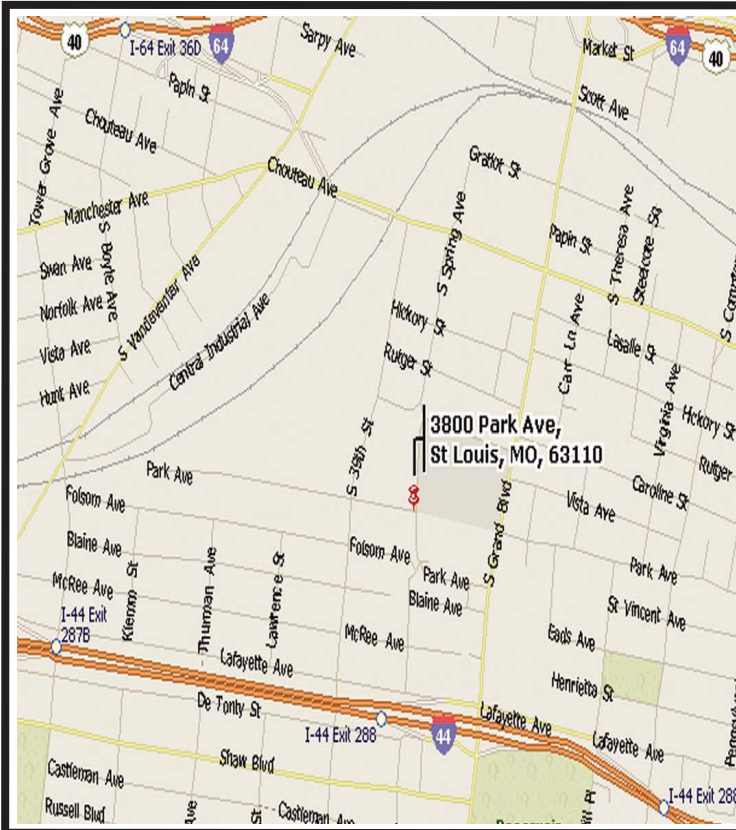 40
I-64 Exit 36D
64
Sarpy Ave
Market St
64
40
Papin St
Scott Ave
Tower Grove Ave
Chouteau Ave
Gratiot St
Chouteau Ave
Manchester Ave
S Boyle Ave
S Spring Ave
Papin St
S Theresa Ave
Steelcote Sq
Swan Ave
Norfolk Ave
S Vandeventer Ave
Central Industrial Ave
Hickory St
Carr Ln Ave
Lasalle St
Vista Ave
Rutger St
Hunt Ave
Virginia Ave
Hickory St
3800 Park Ave,
St Louis, MO, 63110
S 39th St
Rutger
Park Ave
Caroline St
Folsom Ave
Vista Ave
S Grand Blvd
Blaine Ave
Folsom Ave
Park Ave
Park Ave
McRee Ave
Klemm St
Thurman Ave
Lawrence St
Blaine Ave
St Vincent Ave
I-44 Exit
287B
McRee Ave
Eads Ave
Lafayette Ave
Henrietta St
De Tonty St
I-44 Exit 288
44
Lafayette Ave
Lafayette Ave
Shaw Blvd
Castleman Ave
I-44 Exit 288
Russell Blvd
Ave
St
Castleman Ave